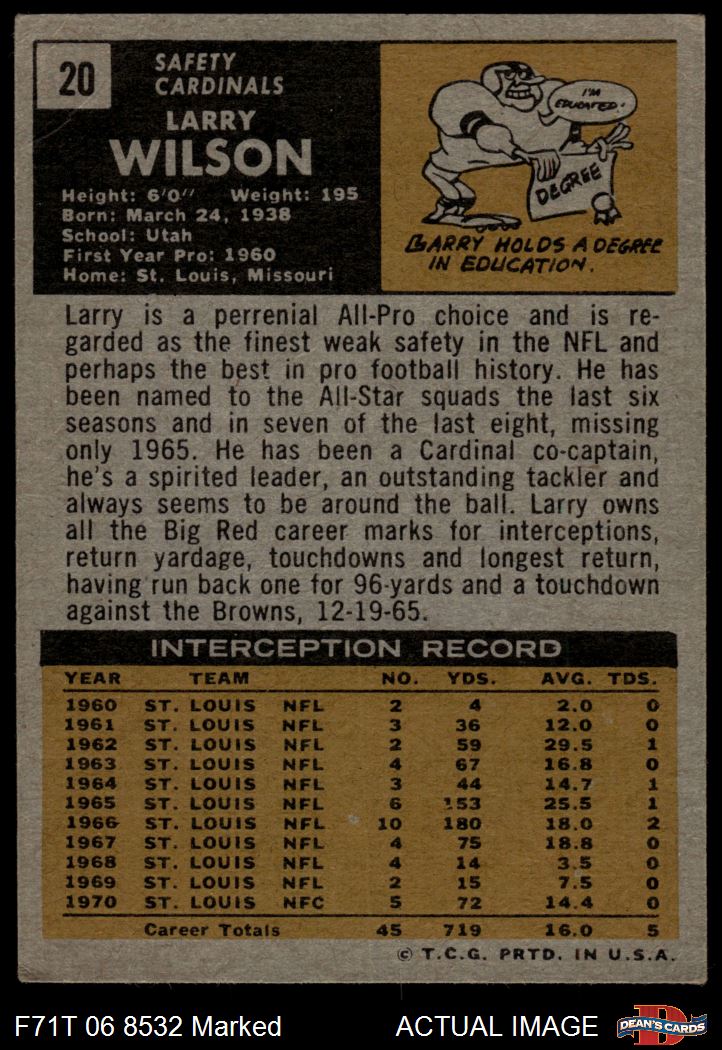 20
SAFETY
CARDINALS
LARRY
WILSON
Height: 6'0" Weight: 195
Born: March 24, 1938
School: Utah
First Year Pro: 1960
Home: St. Louis, Missouri
I'M
EDUCATED!
DEGREE
LARRY HOLDS A DEGREE
IN EDUCATION.
Larry is a perrenial All-Pro choice and is re-
garded as the finest weak safety in the NFL and
perhaps the best in pro football history. He has
been named to the All-Star squads the last six
seasons and in seven of the last eight, missing
only 1965. He has been a Cardinal co-captain,
he's a spirited leader, an outstanding tackler and
always seems to be around the ball. Larry owns
all the Big Red career marks for interceptions,
return yardage, touchdowns and longest return,
having run back one for 96-yards and a touchdown
against the Browns, 12-19-65.
INTERCEPTION RECORD
YEAR TEAM NO. YDS. AVG. TDS.
1960 ST. LOUIS NFL 2 4 2.0 0
1961 ST. LOUIS NFL 3 36 12.0 0
1962 ST. LOUIS NFL 2 59 29.5 1
1963 ST. LOUIS NFL 4 67 16.8 0
1964 ST. LOUIS NFL 3 44 14.7 1
1965 ST. LOUIS NFL 6 153 25.5 1
1966 ST. LOUIS NFL 10 180 18.0 2
1967 ST. LOUIS NFL 4 75 18.8 0
1968 ST. LOUIS NFL 4 14 3.5 0
1969 ST. LOUIS NFL 2 15 7.5 0
1970 ST. LOUIS NFC 5 72 14.4 0
Career Totals 45 719 16.0 5
© T.C.G. PRTD. IN U.S.A.
F71T 06 8532 Marked ACTUAL IMAGE
D
DEAN'S CARDS